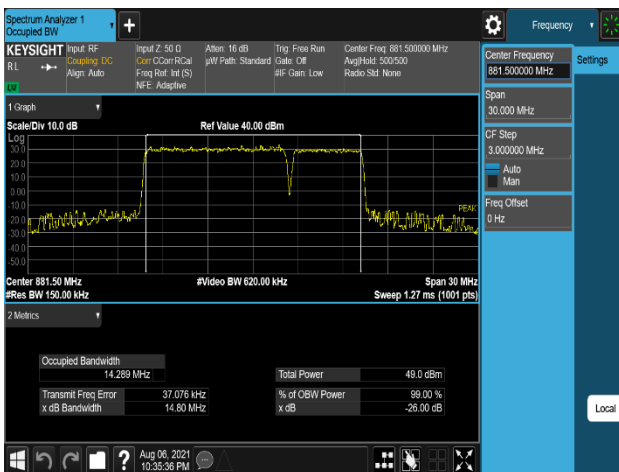 Spectrum Analyzer 1
Occupied BW
Frequency
KEYSIGHT
RL
LW
Input: RF
Coupling: DC
Align: Auto
Input Z: 50 Ω
Corr CCorr RCal
Freq Ref: Int (S)
NFE: Adaptive
Atten: 16 dB
µW Path: Standard
Trig: Free Run
Gate: Off
#IF Gain: Low
Center Freq: 881.500000 MHz
Avg|Hold: 500/500
Radio Std: None
Center Frequency
881.500000 MHz
Settings
Span
30.000 MHz
CF Step
3.000000 MHz
Auto
Man
Freq Offset
0 Hz
1 Graph
Scale/Div 10.0 dB
Ref Value 40.00 dBm
Log
30.0
20.0
10.0
0.00
-10.0
-20.0
-30.0
-40.0
-50.0
PEAK
Center 881.50 MHz
#Video BW 620.00 kHz
Span 30 MHz
#Res BW 150.00 kHz
Sweep 1.27 ms (1001 pts)
2 Metrics
Occupied Bandwidth
14.289 MHz
Total Power
49.0 dBm
Transmit Freq Error
37.076 kHz
% of OBW Power
99.00 %
x dB Bandwidth
14.80 MHz
x dB
-26.00 dB
Local
?
Aug 06, 2021
10:35:36 PM